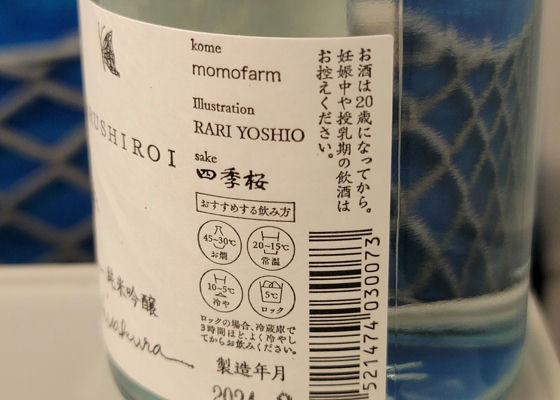 kome
momofarm
Illustration
RARI YOSHIO
USHIROI
sake
四季桜
おすすめする飲み方
45~30℃
お燗
20~15℃
常温
10~5℃
冷や
5℃
ロック
ロックの場合、冷蔵庫で
3時間ほど、よく冷やし
てからお飲みください。
純米吟醸
製造年月
お酒は20歳になってから。
妊娠中や授乳期の飲酒は
お控えください。
521474 030073